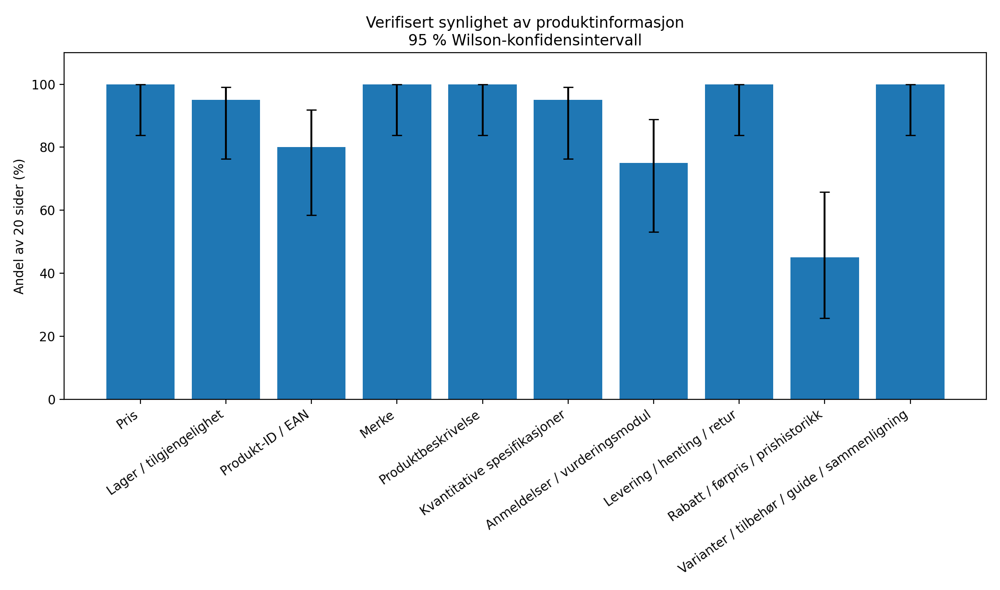 Verifisert synlighet av produktinformasjon
95 % Wilson-konfidensintervall
Andel av 20 sider (%)
100
80
60
40
20
0
Pris
Lager / tilgjengelighet
Produkt-ID / EAN
Merke
Produktbeskrivelse
Kvantitative spesifikasjoner
Anmeldelser / vurderingsmodul
Levering / henting / retur
Rabatt / førpris / prishistorikk
Varianter / tilbehør / guide / sammenligning